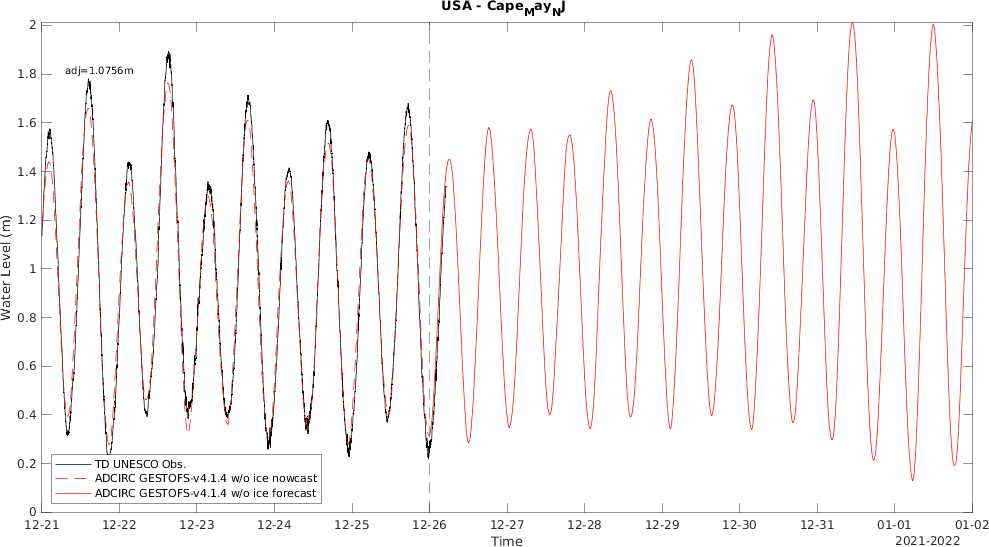 USA - Cape_May_NJ
adj=1.0756m
2
1.8
1.6
1.4
1.2
1
0.8
0.6
0.4
0.2
0
Water Level (m)
TD UNESCO Obs.
ADCIRC GESTOFS-v4.1.4 w/o ice nowcast
ADCIRC GESTOFS-v4.1.4 w/o ice forecast
12-21 12-22 12-23 12-24 12-25 12-26 12-27 12-28 12-29 12-30 12-31 01-01 01-02
Time
2021-2022